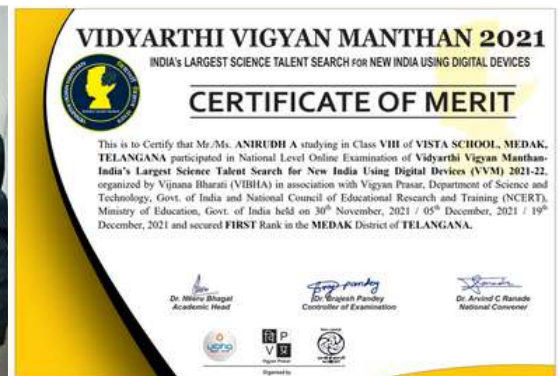 VIDYARTHI VIGYAN MANTHAN 2021
INDIA's LARGEST SCIENCE TALENT SEARCH FOR NEW INDIA USING DIGITAL DEVICES
CERTIFICATE OF MERIT
This is to Certify that Mr./Ms. ANIRUDH A studying in Class VIII of VISTA SCHOOL, MEDAK,
TELANGANA participated in National Level Online Examination of Vidyarthi Vigyan Manthan-
India's Largest Science Talent Search for New India Using Digital Devices (VVM) 2021-22,
organized by Vijnana Bharati (VIBHA) in association with Vigyan Prasar, Department of Science and
Technology, Govt. of India and National Council of Educational Research and Training (NCERT),
Ministry of Education, Govt. of India held on 30th November, 2021 / 05th December, 2021 / 19th
December, 2021 and secured FIRST Rank in the MEDAK District of TELANGANA.
Dr. Meeru Bhagat
Academic Head
Dr. Brajesh Pandey
Controller of Examination
Dr. Arvind C Ranade
National Convener
vibha
वि P
V प्र
Vigyan Prasar
Organised by